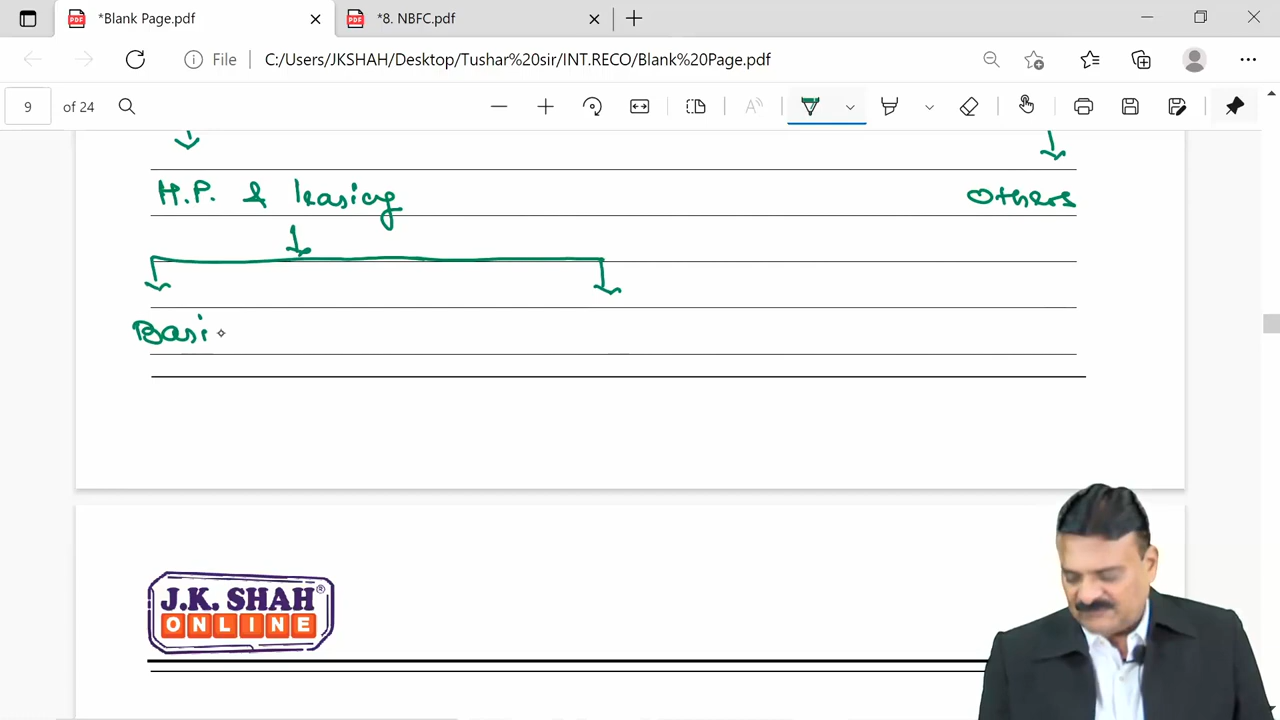 *Blank Page.pdf
*8. NBFC.pdf
File
C:/Users/JKSHAH/Desktop/Tushar%20sir/INT.RECO/Blank%20Page.pdf
9 of 24
H.P. & leasing
Others
Basi
J.K. SHAH®
ONLINE